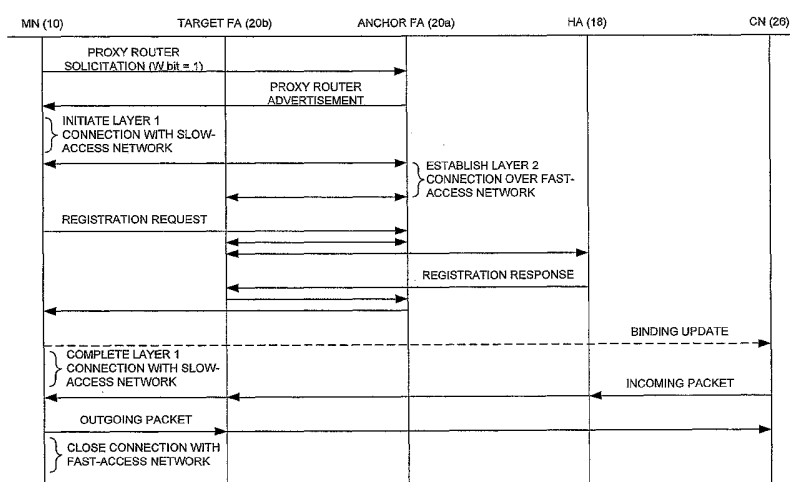 MN (10) TARGET FA (20b) ANCHOR FA (20a) HA (18) CN (26)
PROXY ROUTER
SOLICITATION (W bit = 1)
PROXY ROUTER
ADVERTISEMENT
INITIATE LAYER 1
CONNECTION WITH SLOW-
ACCESS NETWORK
ESTABLISH LAYER 2
CONNECTION OVER FAST-
ACCESS NETWORK
REGISTRATION REQUEST
REGISTRATION RESPONSE
BINDING UPDATE
COMPLETE LAYER 1
CONNECTION WITH SLOW-
ACCESS NETWORK
INCOMING PACKET
OUTGOING PACKET
CLOSE CONNECTION WITH
FAST-ACCESS NETWORK